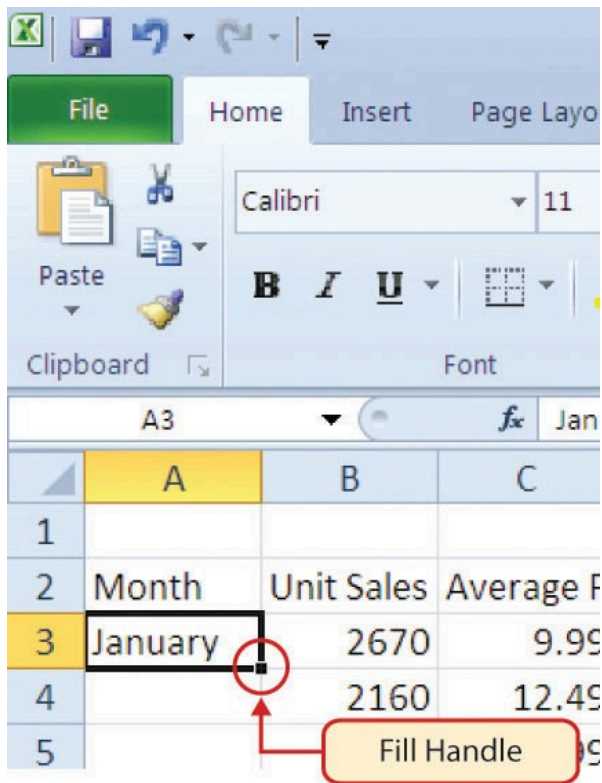 File Home Insert Page Layo
Calibri 11
Paste B I U
Clipboard Font
A3 fx Jan
A B C
1
2 Month Unit Sales Average P
3 January 2670 9.99
4 2160 12.49
5 Fill Handle 99